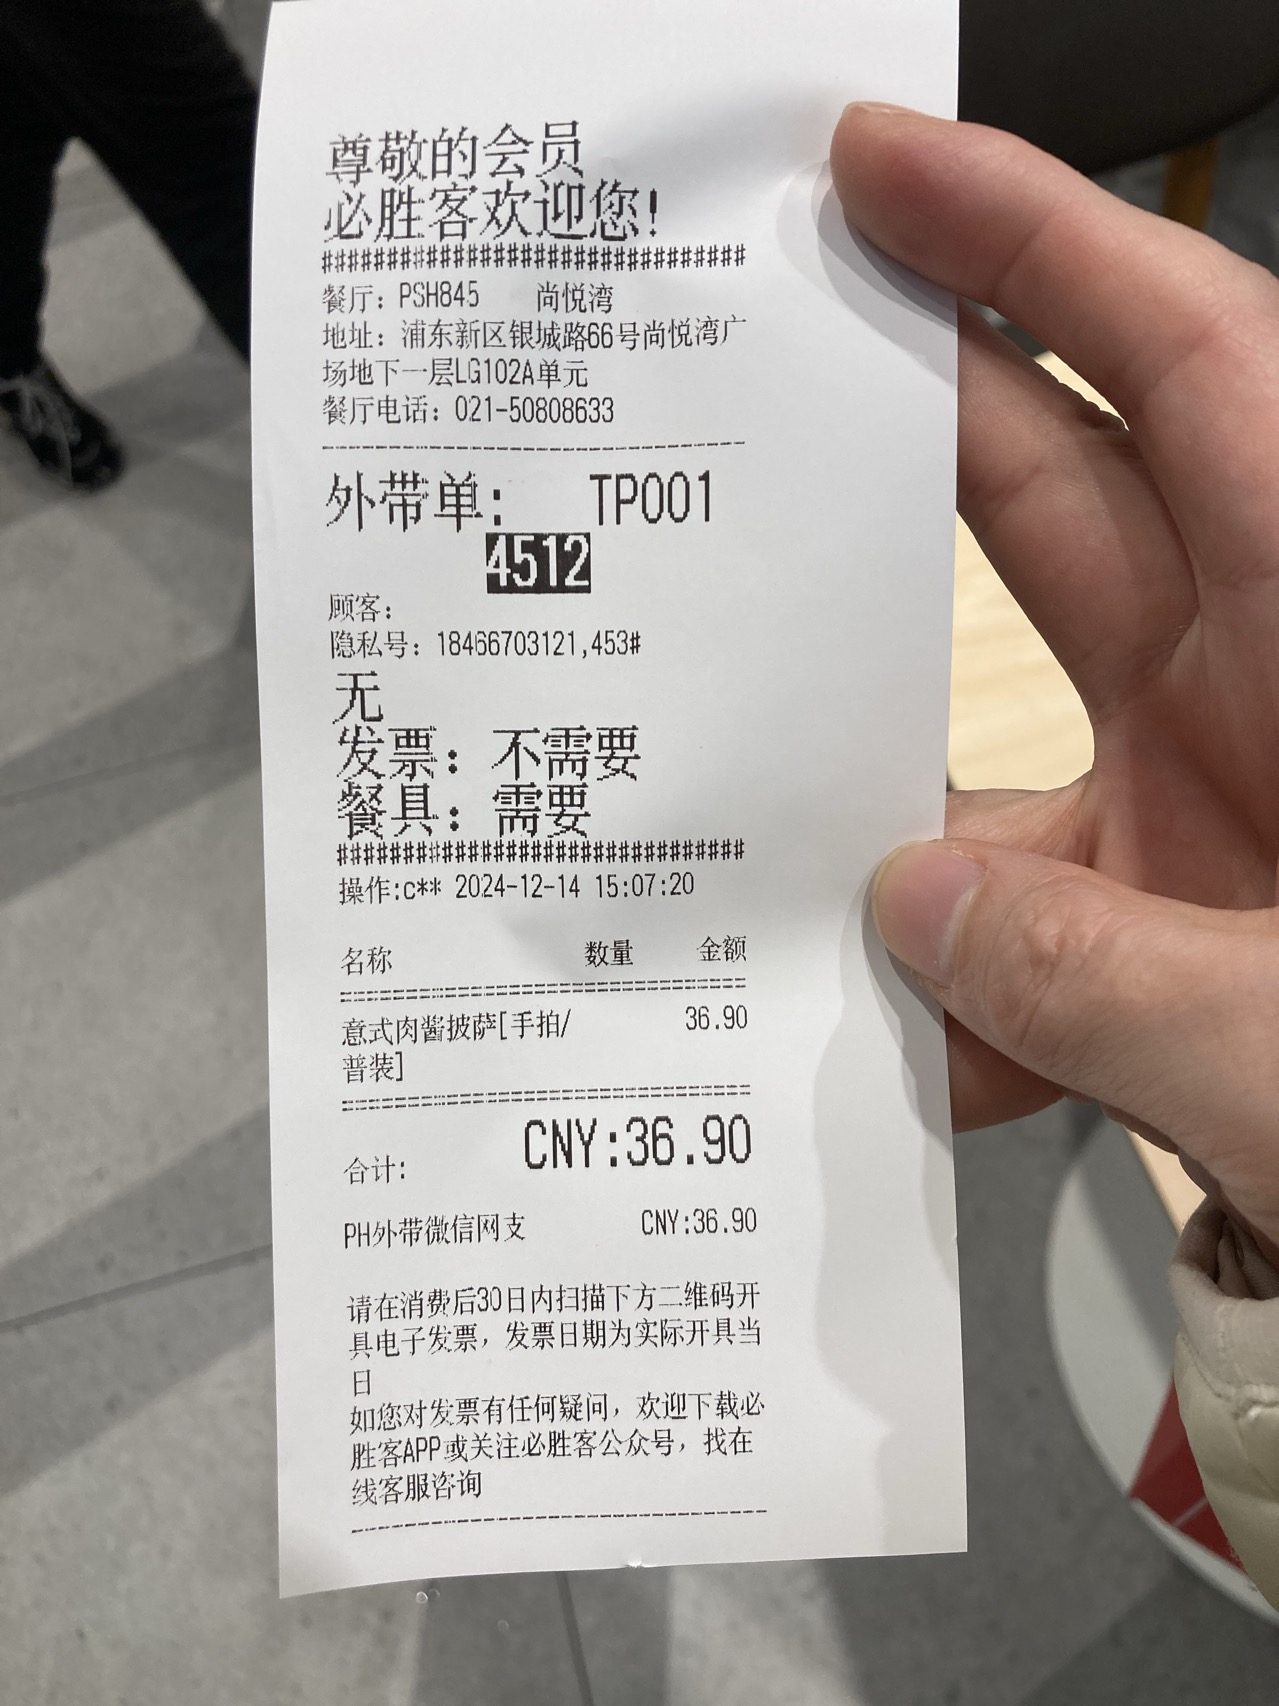 尊敬的会员
必胜客欢迎您!
################################
餐厅：PSH845 尚悦湾
地址：浦东新区银城路66号尚悦湾广
场地下一层LG102A单元
餐厅电话：021-50808633
--------------------------------
外带单： TP001
4512
顾客：
隐私号：18466703121,453#
无
发票：不需要
餐具：需要
################################
操作:c** 2024-12-14 15:07:20
名称 数量 金额
================================
意式肉酱披萨[手拍/ 36.90
普装]
================================
合计: CNY:36.90
PH外带微信网支 CNY:36.90
请在消费后30日内扫描下方二维码开
具电子发票，发票日期为实际开具当
日
如您对发票有任何疑问，欢迎下载必
胜客APP或关注必胜客公众号，找在
线客服咨询
--------------------------------